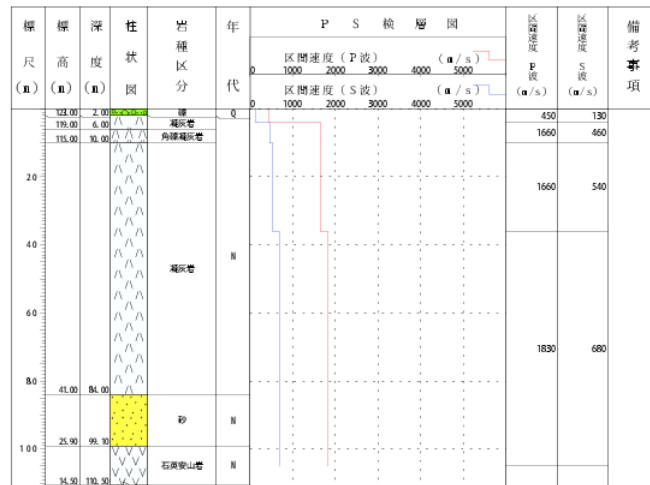 標尺(m)
標高(m)
深度(m)
柱状図
岩種区分
年代
PS検層図
区間速度(P波) (m/s)
0 1000 2000 3000 4000 5000
区間速度(S波) (m/s)
0 1000 2000 3000 4000 5000
区間速度 P波 (m/s)
区間速度 S波 (m/s)
備考事項
123.00 2.00 礫 Q 450 130
119.00 6.00 凝灰岩
1660 460
115.00 10.00 角礫凝灰岩
20 1660 540
40
凝灰岩 N
60
1830 680
80
41.00 84.00
砂 N
25.90 99.10
100
石英安山岩 N
14.50 110.50